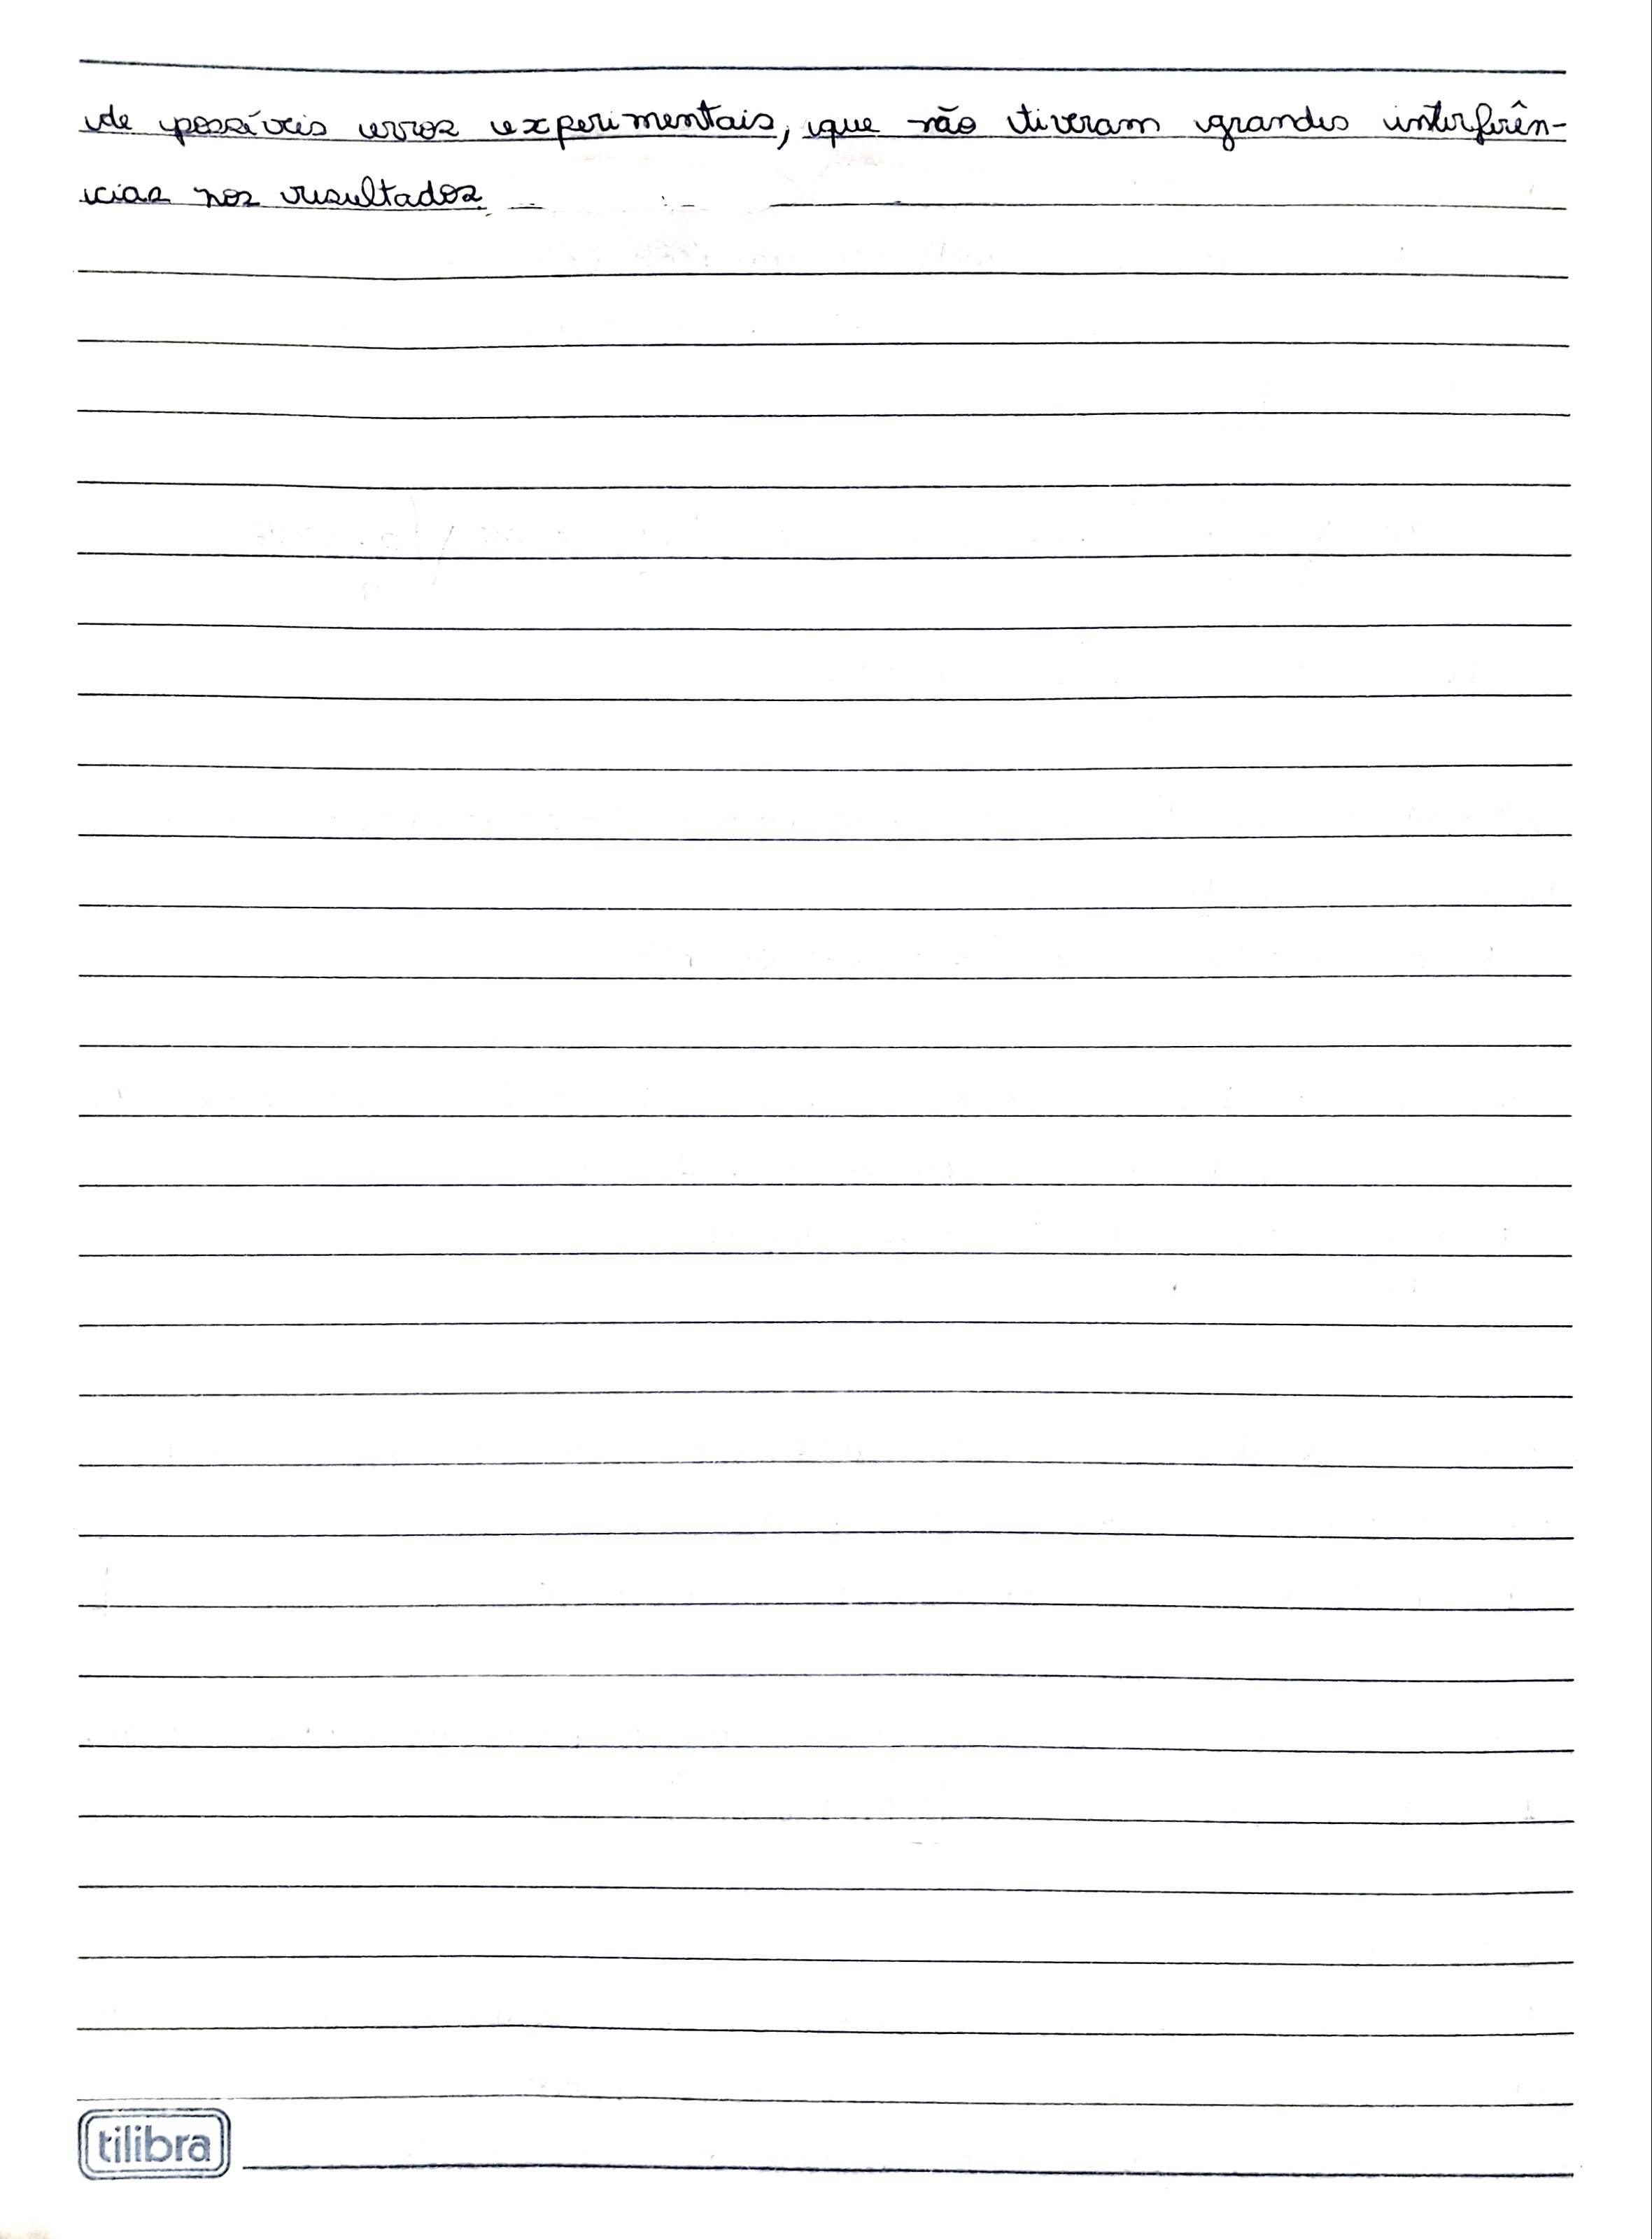 de possíveis erros experimentais, que não tiveram grandes interferên-
cias nos resultados.
tilibra